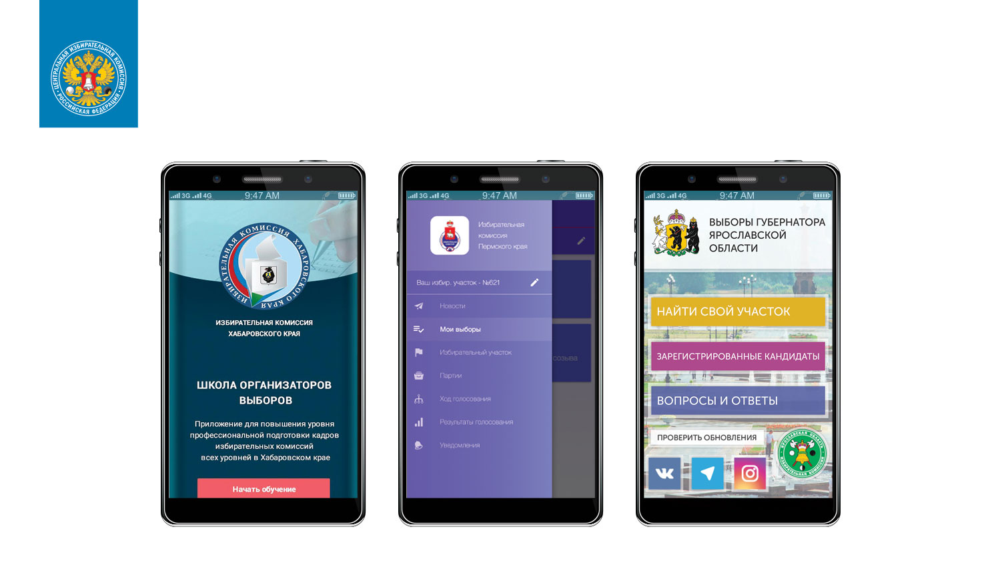 ЦЕНТРАЛЬНАЯ ИЗБИРАТЕЛЬНАЯ КОМИССИЯ
РОССИЙСКАЯ ФЕДЕРАЦИЯ
3G 4G 9:47 AM
ИЗБИРАТЕЛЬНАЯ КОМИССИЯ ХАБАРОВСКОГО КРАЯ
ИЗБИРАТЕЛЬНАЯ КОМИССИЯ
ХАБАРОВСКОГО КРАЯ
ШКОЛА ОРГАНИЗАТОРОВ
ВЫБОРОВ
Приложение для повышения уровня
профессиональной подготовки кадров
избирательных комиссий
всех уровней в Хабаровском крае
Начать обучение
3G 4G 9:47 AM
Избирательная
комиссия
Пермского края
Ваш избир. участок - №621
Новости
Мои выборы
Избирательный участок
созыва
Партии
Ход голосования
Результаты голосования
Уведомления
3G 4G 9:47 AM
ВЫБОРЫ ГУБЕРНАТОРА
ЯРОСЛАВСКОЙ
ОБЛАСТИ
НАЙТИ СВОЙ УЧАСТОК
ЗАРЕГИСТРИРОВАННЫЕ КАНДИДАТЫ
ВОПРОСЫ И ОТВЕТЫ
ПРОВЕРИТЬ ОБНОВЛЕНИЯ
ЯРОСЛАВСКАЯ ОБЛАСТЬ
ИЗБИРАТЕЛЬНАЯ КОМИССИЯ